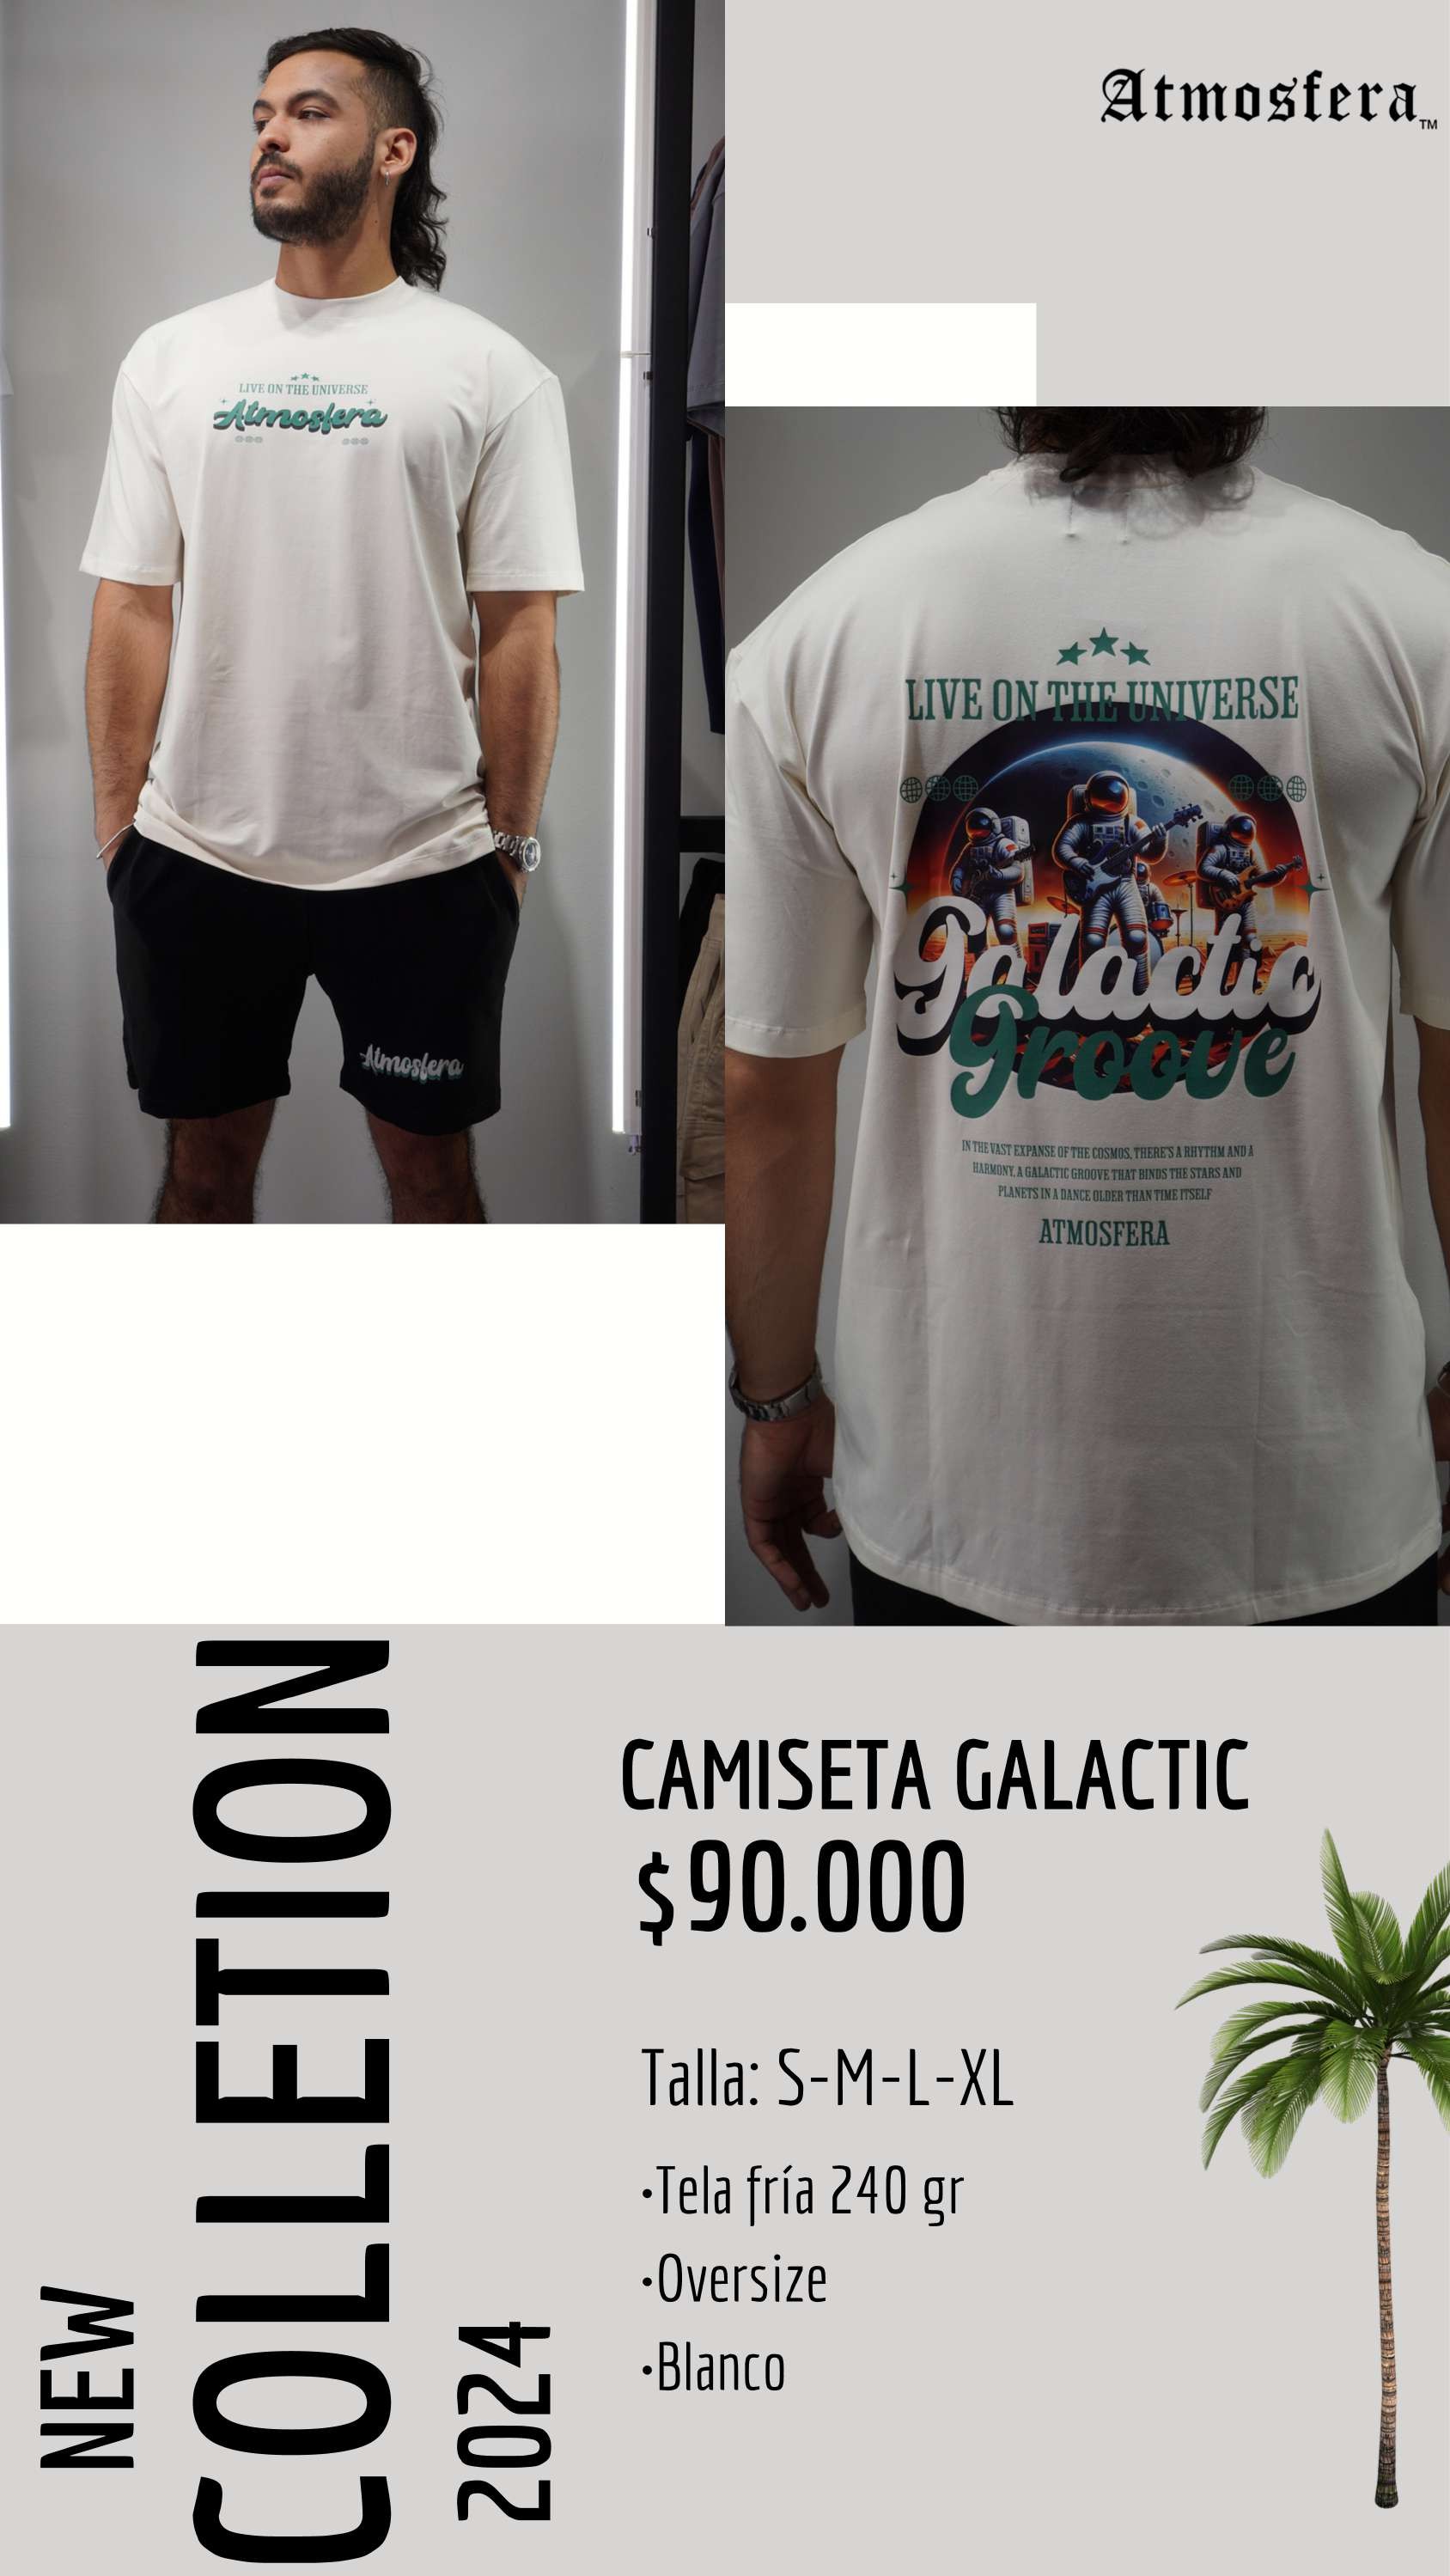 Atmosfera™
LIVE ON THE UNIVERSE
Atmosfera
Atmosfera
LIVE ON THE UNIVERSE
Galactic
Groove
IN THE VAST EXPANSE OF THE COSMOS, THERE'S A RHYTHM AND A
HARMONY, A GALACTIC GROOVE THAT BINDS THE STARS AND
PLANETS IN A DANCE OLDER THAN TIME ITSELF
ATMOSFERA
NEW
COLLETION
2024
CAMISETA GALACTIC
$90.000
Talla: S-M-L-XL
•Tela fría 240 gr
•Oversize
•Blanco